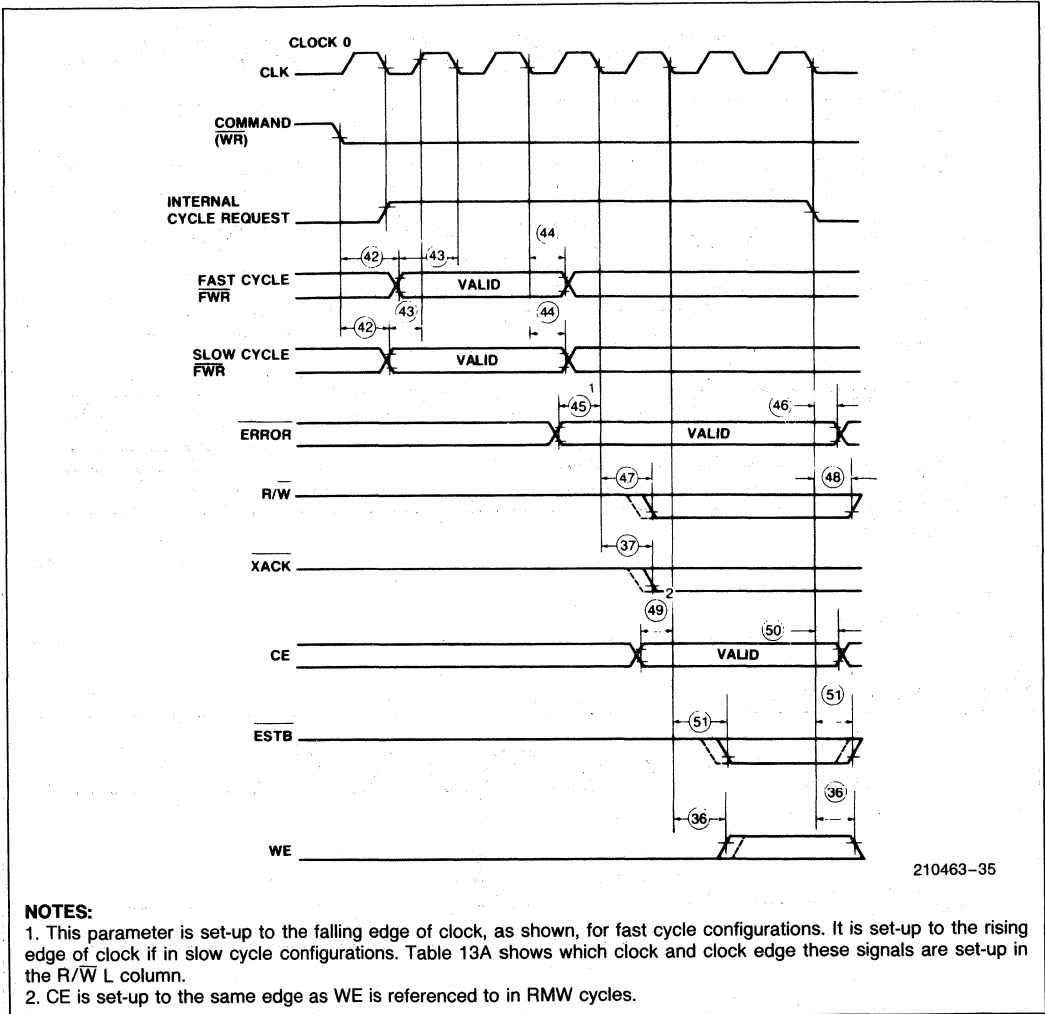 CLOCK 0
CLK
COMMAND
(WR)
INTERNAL
CYCLE REQUEST
44
42 43
FAST CYCLE
FWR
VALID
43 44
42
SLOW CYCLE
FWR
VALID
1
45 46
ERROR
VALID
47 48
R/W
37
XACK
2
49
50
CE
VALID
51
51
ESTB
36
36
WE
210463–35
NOTES:
1. This parameter is set-up to the falling edge of clock, as shown, for fast cycle configurations. It is set-up to the rising
edge of clock if in slow cycle configurations. Table 13A shows which clock and clock edge these signals are set-up in
the R/W L column.
2. CE is set-up to the same edge as WE is referenced to in RMW cycles.